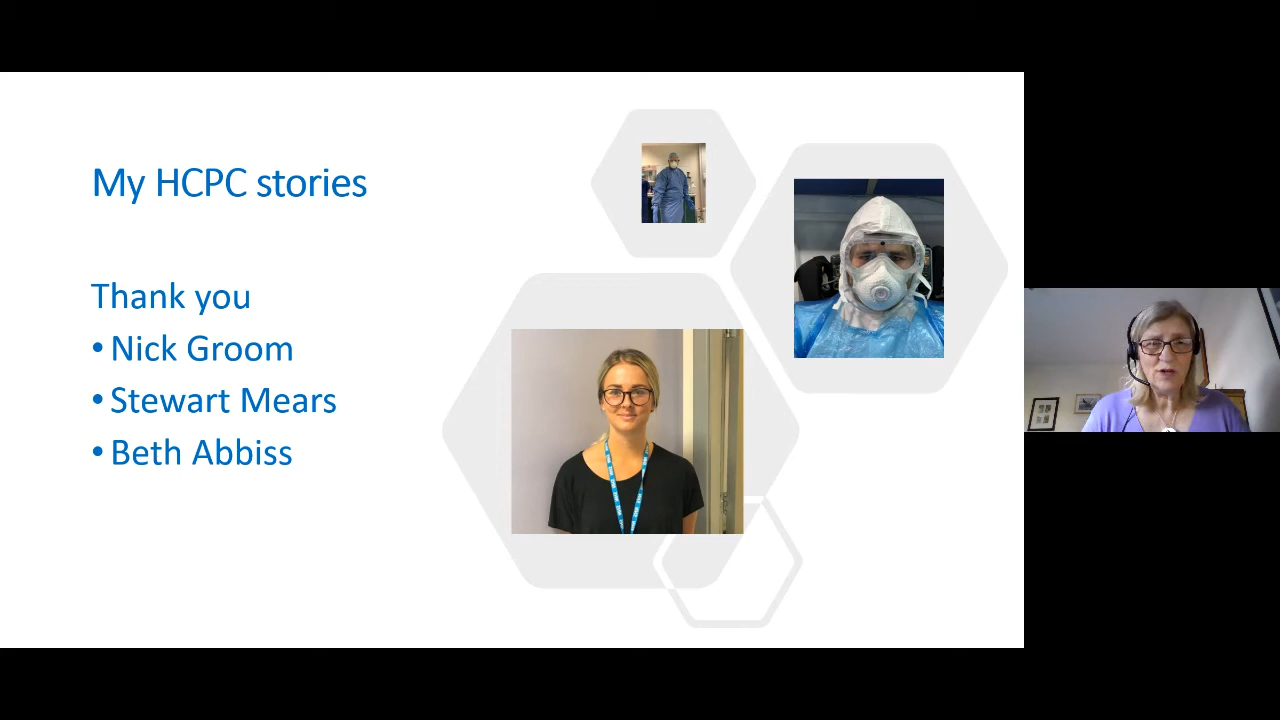 My HCPC stories
Thank you
• Nick Groom
• Stewart Mears
• Beth Abbiss